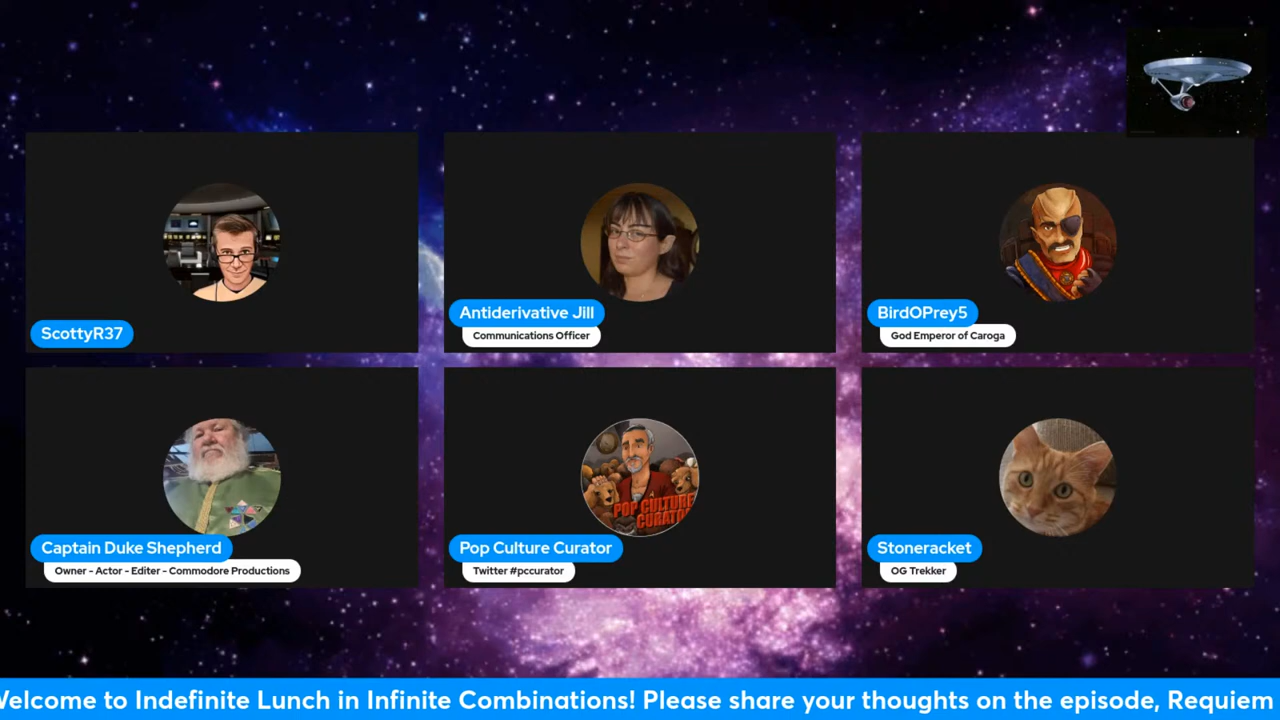 ScottyR37
Antiderivative Jill
Communications Officer
BirdOPrey5
God Emperor of Caroga
Captain Duke Shepherd
Owner - Actor - Editer - Commodore Productions
Pop Culture Curator
Twitter #pccurator
POP CULTURE
Stoneracket
OG Trekker
Welcome to Indefinite Lunch in Infinite Combinations! Please share your thoughts on the episode, Requiem